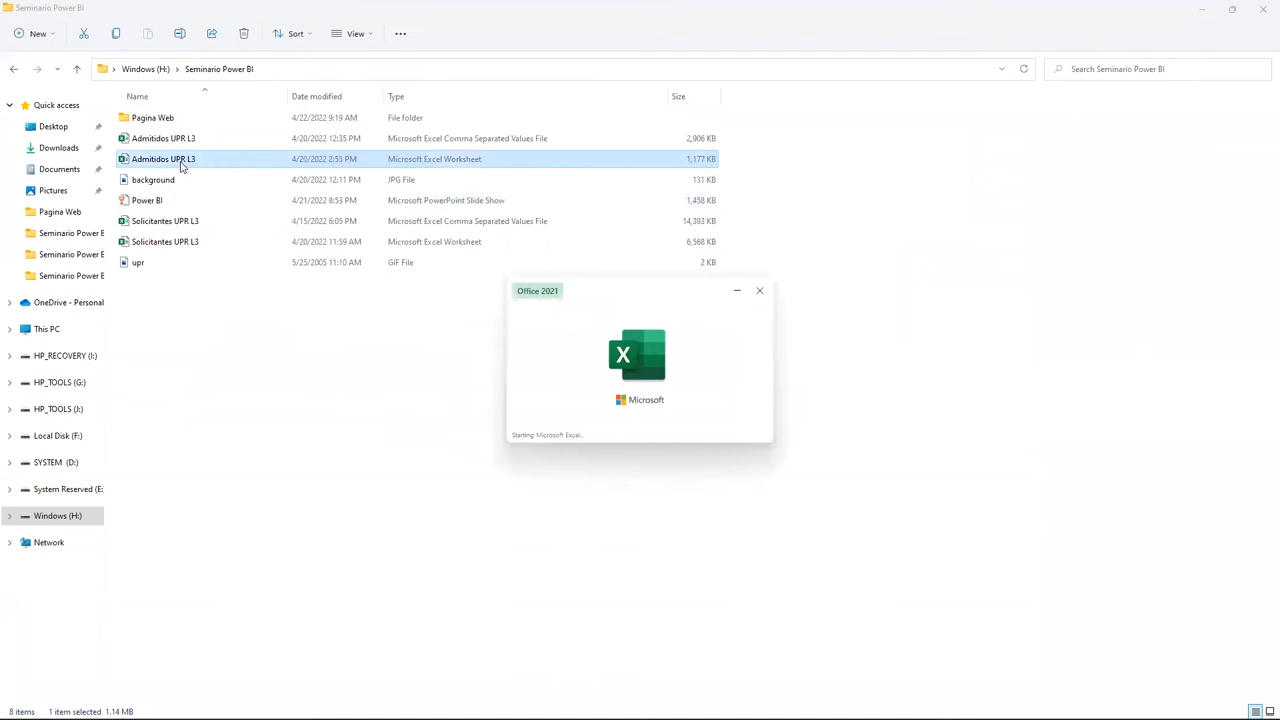 Seminario Power BI
New
Sort
View
Windows (H:) Seminario Power BI
Search Seminario Power BI
Name Date modified Type Size
Quick access
Desktop
Downloads
Documents
Pictures
Pagina Web
Seminario Power E
Seminario Power E
Seminario Power E
OneDrive - Personal
This PC
HP_RECOVERY (I:)
HP_TOOLS (G:)
HP_TOOLS (J:)
Local Disk (F:)
SYSTEM (D:)
System Reserved (E:
Windows (H:)
Network
Pagina Web 4/22/2022 9:19 AM File folder
Admitidos UPR L3 4/20/2022 12:35 PM Microsoft Excel Comma Separated Values File 2,906 KB
Admitidos UPR L3 4/20/2022 2:53 PM Microsoft Excel Worksheet 1,177 KB
background 4/20/2022 12:11 PM JPG File 131 KB
Power BI 4/21/2022 8:53 PM Microsoft PowerPoint Slide Show 1,458 KB
Solicitantes UPR L3 4/15/2022 6:05 PM Microsoft Excel Comma Separated Values File 14,393 KB
Solicitantes UPR L3 4/20/2022 11:59 AM Microsoft Excel Worksheet 6,568 KB
upr 5/25/2005 11:10 AM GIF File 2 KB
Office 2021
X
Microsoft
Starting Microsoft Excel...
8 items 1 item selected 1.14 MB